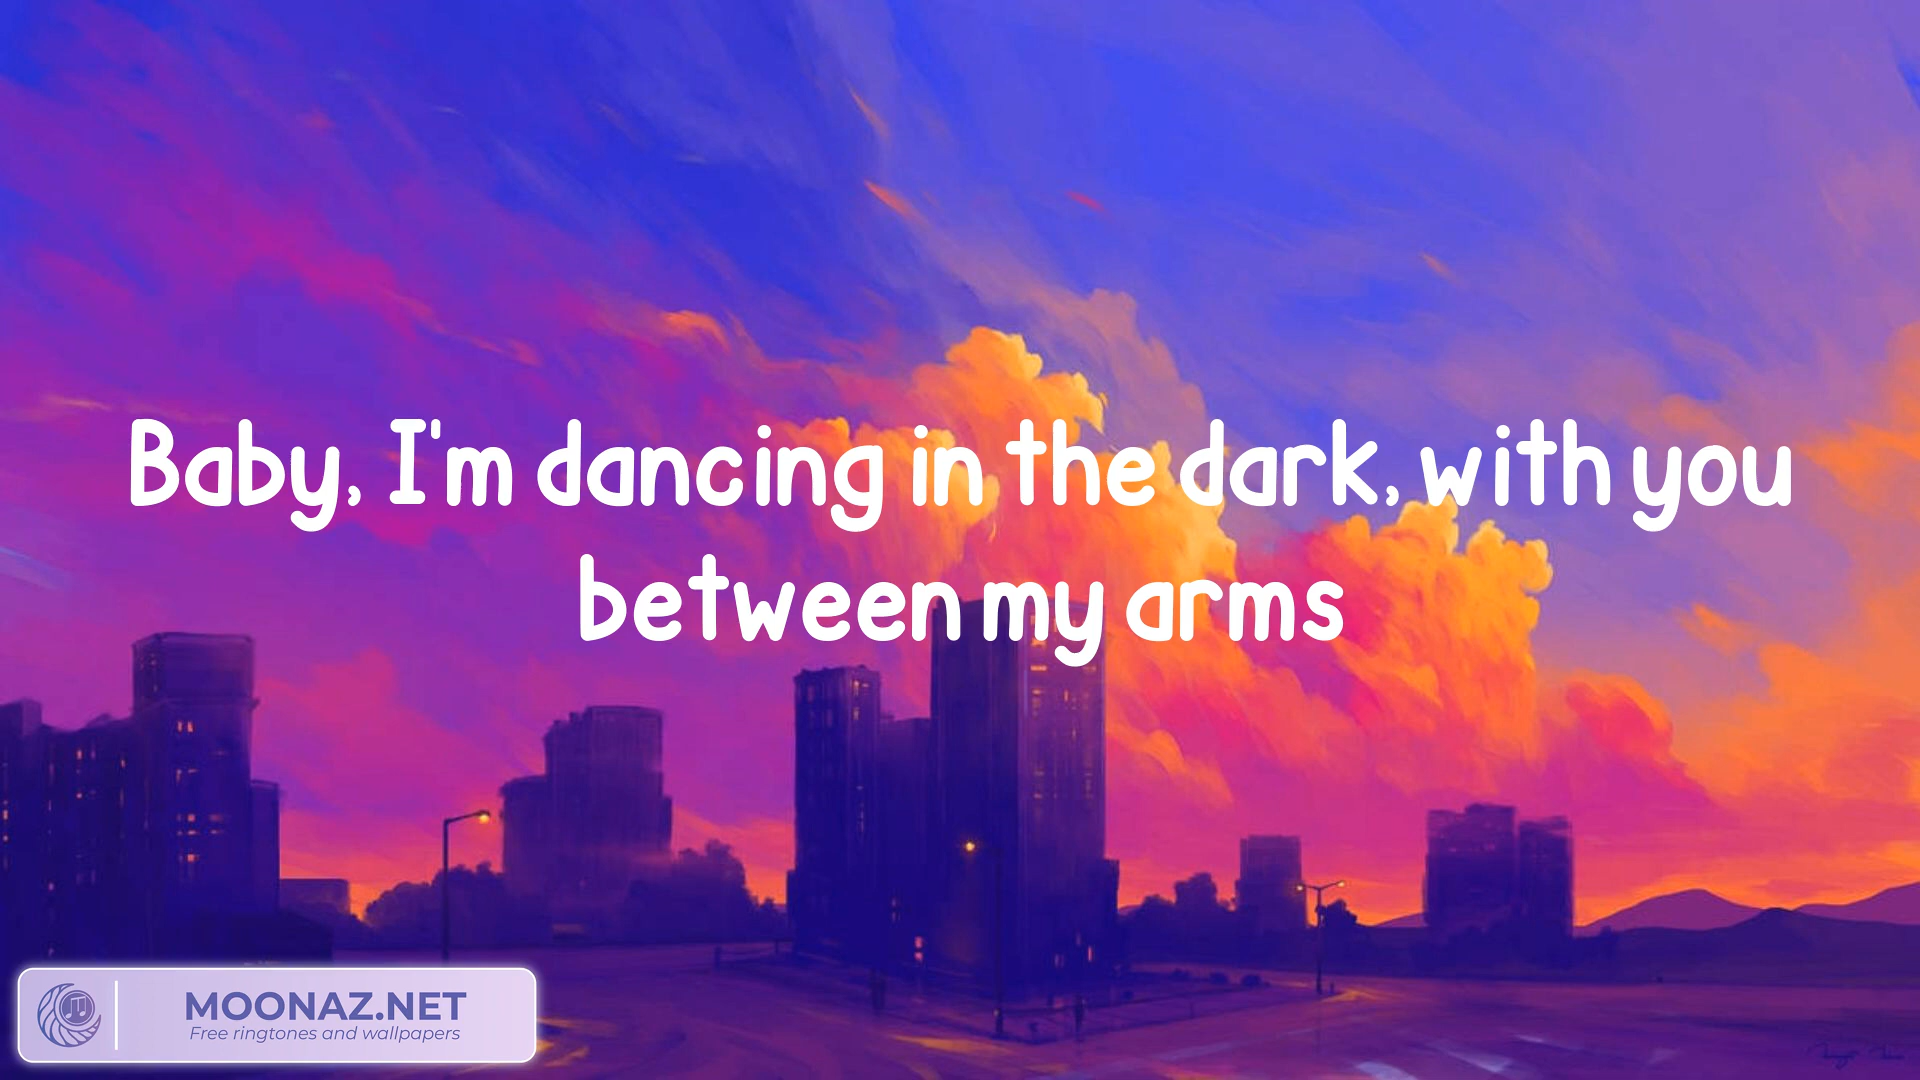 Baby, I'm dancing in the dark, with you
between my arms
MOONAZ.NET
Free ringtones and wallpapers